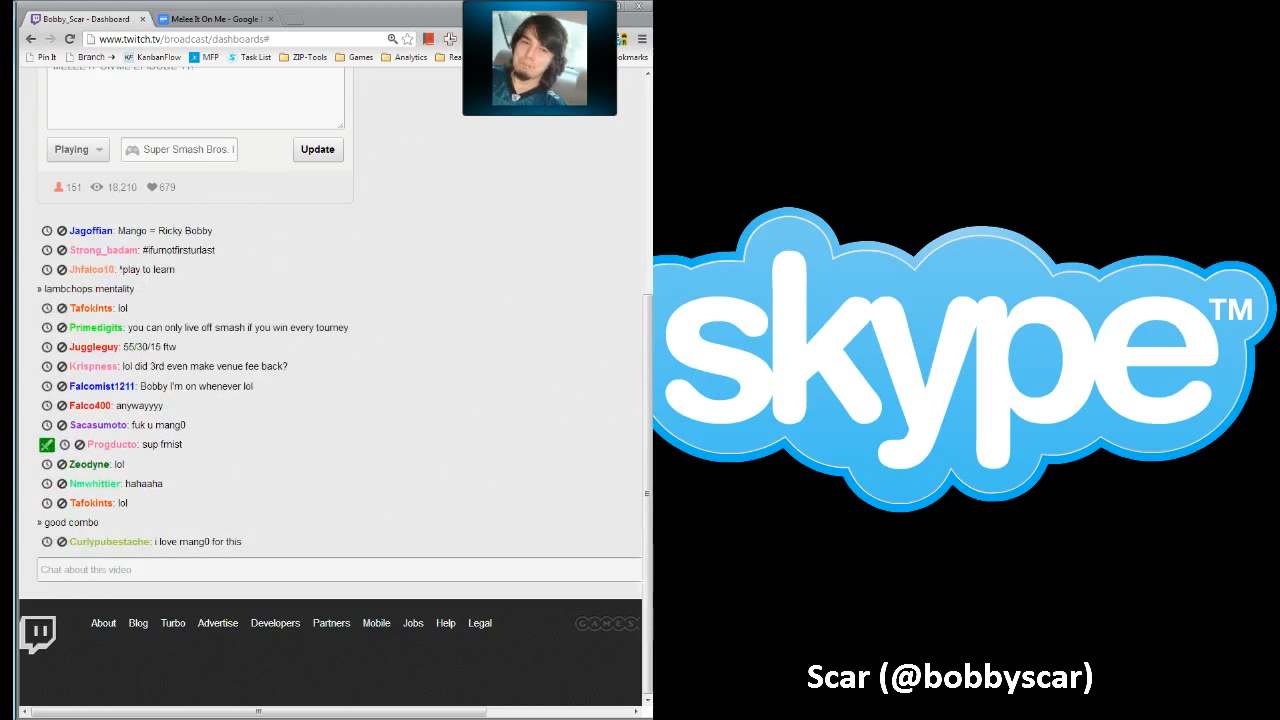 Bobby_Scar - Dashboard
Melee It On Me - Google
www.twitch.tv/broadcast/dashboards#
Pin It
Branch →
KanbanFlow
MFP
Task List
ZIP-Tools
Games
Analytics
okmarks
Playing
Super Smash Bros.
Update
151
18,210
679
Jagoffian: Mango = Ricky Bobby
Strong_badam: #ifurnotfirsturlast
Jhfalco10: *play to learn
» lambchops mentality
Tafokints: lol
Primedigits: you can only live off smash if you win every tourney
Juggleguy: 55/30/15 ftw
Krispness: lol did 3rd even make venue fee back?
Falcomist1211: Bobby I'm on whenever lol
Falco400: anywayyyy
Sacasumoto: fuk u mang0
Progducto: sup fmist
Zeodyne: lol
Nmwhittier: hahaaha
Tafokints: lol
» good combo
Curlypubestache: i love mang0 for this
Chat about this video
About Blog Turbo Advertise Developers Partners Mobile Jobs Help Legal
GAMES
skype™
Scar (@bobbyscar)